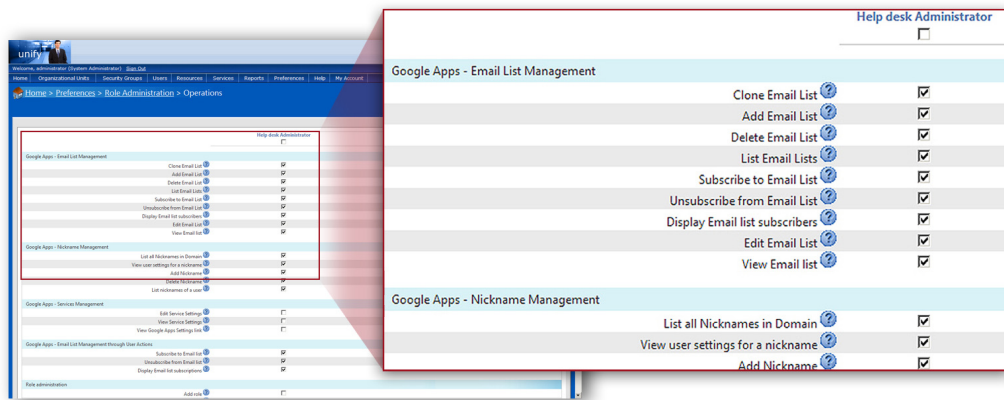 unify
Welcome, administrator (System Administrator) Sign Out
Home Organizational Units Security Groups Users Resources Services Reports Preferences Help My Account
Home > Preferences > Role Administration > Operations
Help desk Administrator
Google Apps - Email List Management
Clone Email List
Add Email List
Delete Email List
List Email Lists
Subscribe to Email List
Unsubscribe from Email List
Display Email list subscribers
Edit Email List
View Email list
Google Apps - Nickname Management
List all Nicknames in Domain
View user settings for a nickname
Add Nickname
Delete Nickname
List nicknames of a user
Google Apps - Services Management
Edit Service Settings
View Service Settings
View Google Apps Settings link
Google Apps - Email List Management through User Actions
Subscribe to Email list
Unsubscribe from Email list
Display Email list subscriptions
Role administration
Add role
Help desk Administrator
Google Apps - Email List Management
Clone Email List
Add Email List
Delete Email List
List Email Lists
Subscribe to Email List
Unsubscribe from Email List
Display Email list subscribers
Edit Email List
View Email list
Google Apps - Nickname Management
List all Nicknames in Domain
View user settings for a nickname
Add Nickname